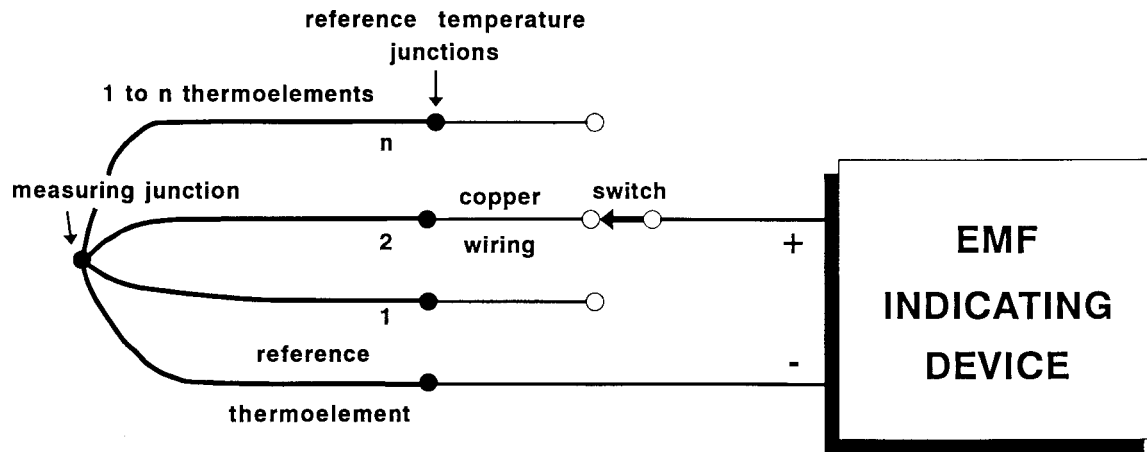 reference temperature
junctions
1 to n thermoelements
n
measuring junction
copper
switch
2
wiring
+
EMF
INDICATING
DEVICE
1
reference
-
thermoelement